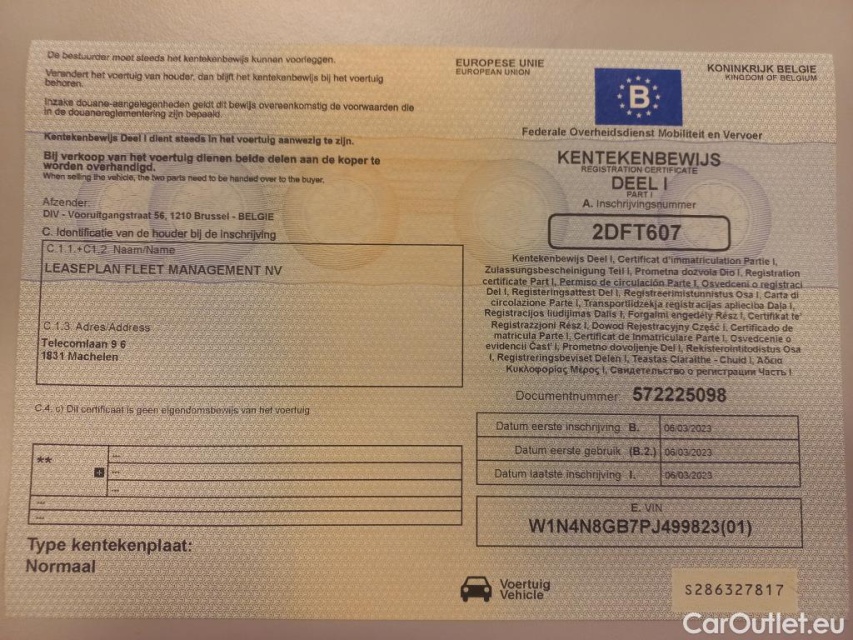 De bestuurder moet steeds het kentekenbewijs kunnen voorleggen.
Verandert het voertuig van houder, dan blijft het kentekenbewijs bij het voertuig
behoren.
Inzake douane-aangelegenheden geldt dit bewijs overeenkomstig de voorwaarden die
in de douanereglementering zijn bepaald.
Kentekenbewijs Deel I dient steeds in het voertuig aanwezig te zijn.
Bij verkoop van het voertuig dienen beide delen aan de koper te
worden overhandigd.
When selling the vehicle, the two parts need to be handed over to the buyer.
Afzender:
DIV - Vooruitgangstraat 56, 1210 Brussel - BELGIE
C. Identificatie van de houder bij de inschrijving
C.1.1.+C1.2. Naam/Name
LEASEPLAN FLEET MANAGEMENT NV
C.1.3. Adres/Address
Telecomlaan 9 6
1831 Machelen
C.4. c) Dit certificaat is geen eigendomsbewijs van het voertuig
**
---
---
---
---
---
Type kentekenplaat:
Normaal
EUROPESE UNIE
EUROPEAN UNION
B
KONINKRIJK BELGIE
KINGDOM OF BELGIUM
Federale Overheidsdienst Mobiliteit en Vervoer
KENTEKENBEWIJS
REGISTRATION CERTIFICATE
DEEL I
PART I
A. Inschrijvingsnummer
2DFT607
Kentekenbewijs Deel I, Certificat d'immatriculation Partie I,
Zulassungsbescheinigung Teil I, Prometna dozvola Dio I, Registration
certificate Part I, Permiso de circulación Parte I, Osvedcení o registraci
Del I, Registreringsattest Del I, Registreerimistunnistus Osa I, Carta di
circolazione Parte I, Transportlīdzekļa registrācijas apliecība Daļa I,
Registracijos liudijimas Dalis I, Forgalmi engedély Rész I, Certifikat ta'
Registrazzjoni Rész I, Dowod Rejestracyjny Część I, Certificado de
matricula Parte I, Certificat de Inmatriculare Parte I, Osvedcenie o
evidencii Čast' I, Prometno dovoljenje Del I, Rekisteröintitodistus Osa
I, Registreringsbeviset Delen I, Teastas Cláraithe - Chuid I, Άδεια
Κυκλοφορίας Μέρος I, Свидетельство о регистрации Часть I
Documentnummer 572225098
Datum eerste inschrijving B. 06/03/2023
Datum eerste gebruik (B.2.) 06/03/2023
Datum laatste inschrijving I. 06/03/2023
E. VIN
W1N4N8GB7PJ499823(01)
Voertuig
Vehicle
S286327817
CarOutlet.eu